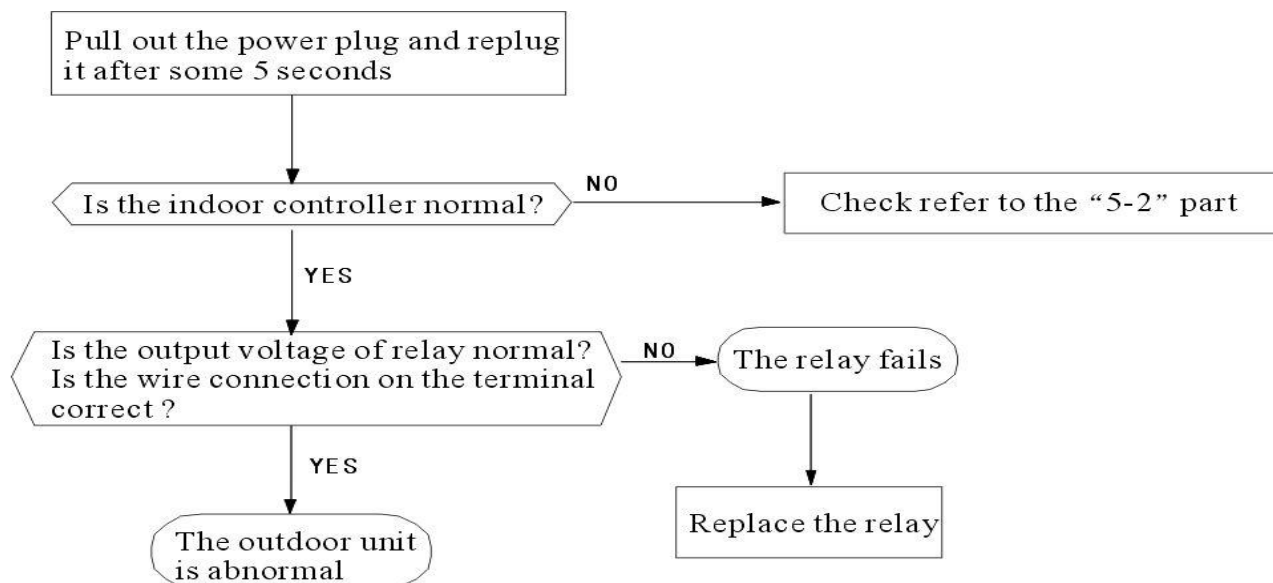 Pull out the power plug and replug
it after some 5 seconds
Is the indoor controller normal?
NO
Check refer to the “5-2” part
YES
Is the output voltage of relay normal?
Is the wire connection on the terminal
correct ?
NO
The relay fails
YES
Replace the relay
The outdoor unit
is abnormal